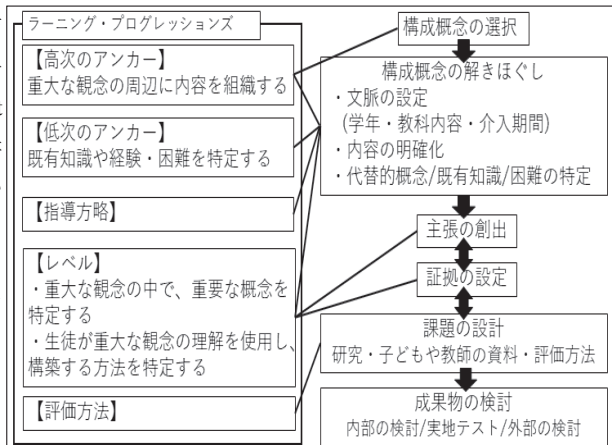 ラーニング・プログレッションズ
【高次のアンカー】
重大な観念の周辺に内容を組織する
【低次のアンカー】
既有知識や経験・困難を特定する
【指導方略】
【レベル】
・重大な観念の中で、重要な概念を
特定する
・生徒が重大な観念の理解を使用し、
構築する方法を特定する
【評価方法】
構成概念の選択
構成概念の解きほぐし
・文脈の設定
(学年・教科内容・介入期間)
・内容の明確化
・代替的概念/既有知識/困難の特定
主張の創出
証拠の設定
課題の設計
研究・子どもや教師の資料・評価方法
成果物の検討
内部の検討/実地テスト/外部の検討